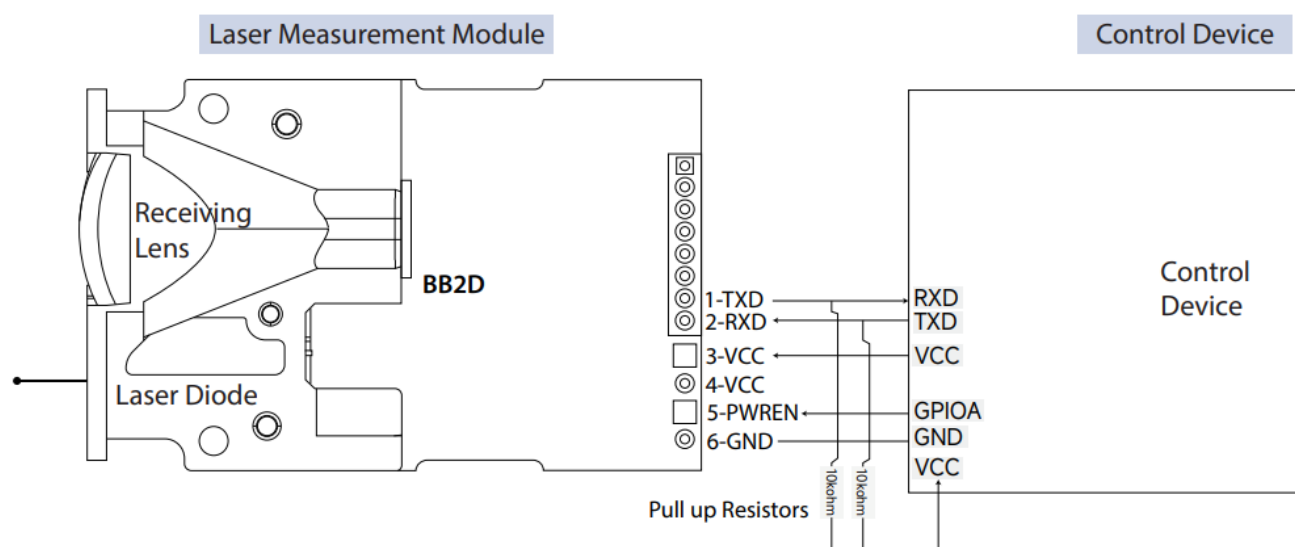 Laser Measurement Module
Control Device
Receiving
Lens
BB2D
Laser Diode
1-TXD
2-RXD
3-VCC
4-VCC
5-PWREN
6-GND
RXD
TXD
VCC
GPIOA
GND
VCC
Control
Device
10kohm
10kohm
Pull up Resistors